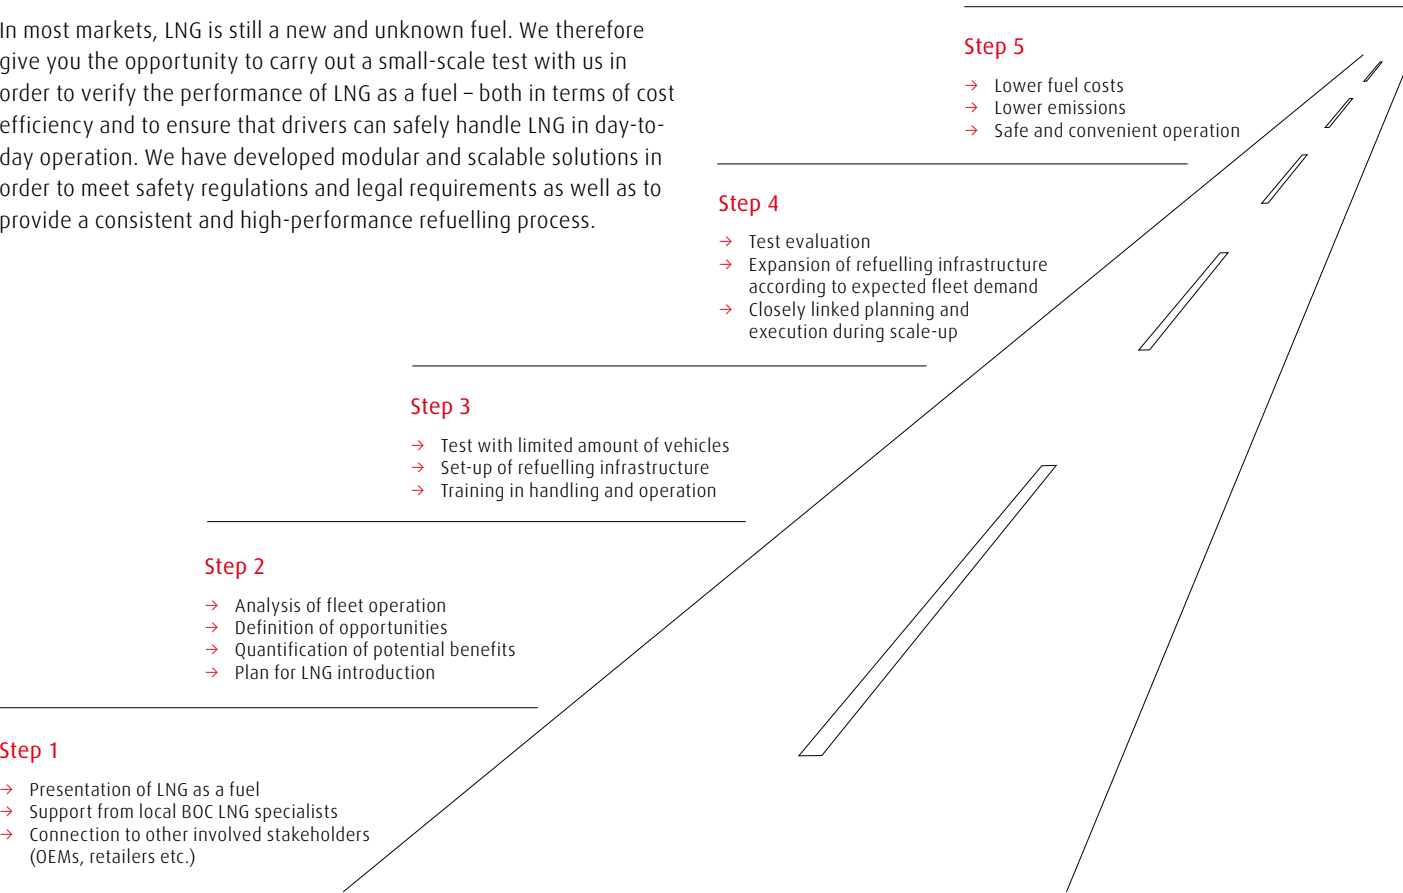 In most markets, LNG is still a new and unknown fuel. We therefore
give you the opportunity to carry out a small-scale test with us in
order to verify the performance of LNG as a fuel – both in terms of cost
efficiency and to ensure that drivers can safely handle LNG in day-to-
day operation. We have developed modular and scalable solutions in
order to meet safety regulations and legal requirements as well as to
provide a consistent and high-performance refuelling process.
Step 5
→ Lower fuel costs
→ Lower emissions
→ Safe and convenient operation
Step 4
→ Test evaluation
→ Expansion of refuelling infrastructure
according to expected fleet demand
→ Closely linked planning and
execution during scale-up
Step 3
→ Test with limited amount of vehicles
→ Set-up of refuelling infrastructure
→ Training in handling and operation
Step 2
→ Analysis of fleet operation
→ Definition of opportunities
→ Quantification of potential benefits
→ Plan for LNG introduction
Step 1
→ Presentation of LNG as a fuel
→ Support from local BOC LNG specialists
→ Connection to other involved stakeholders
(OEMs, retailers etc.)